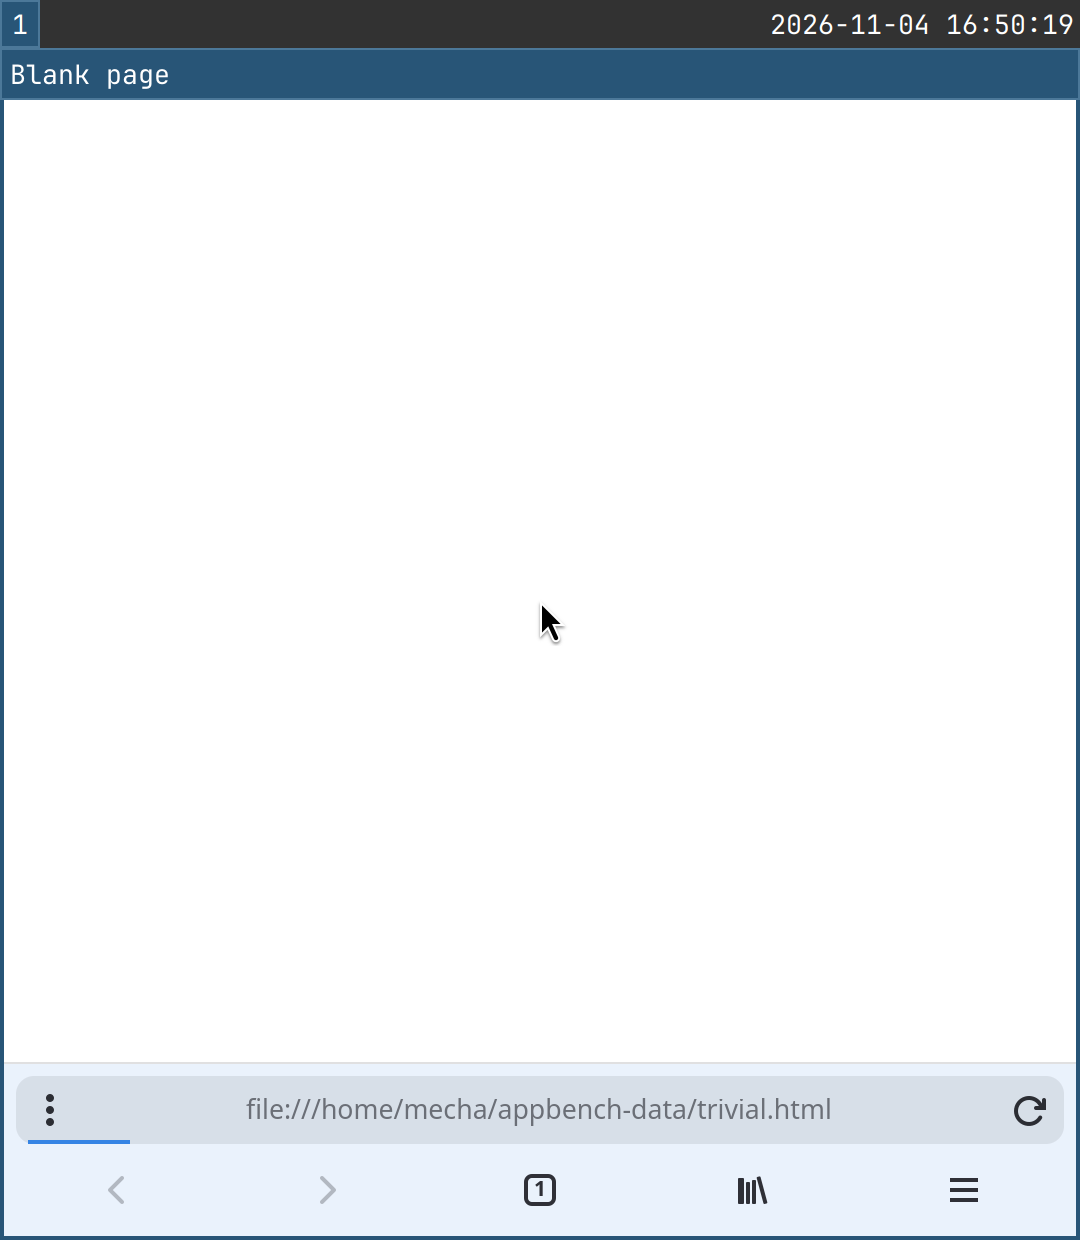 1
2026-11-04 16:50:19
Blank page
file:///home/mecha/appbench-data/trivial.html
1